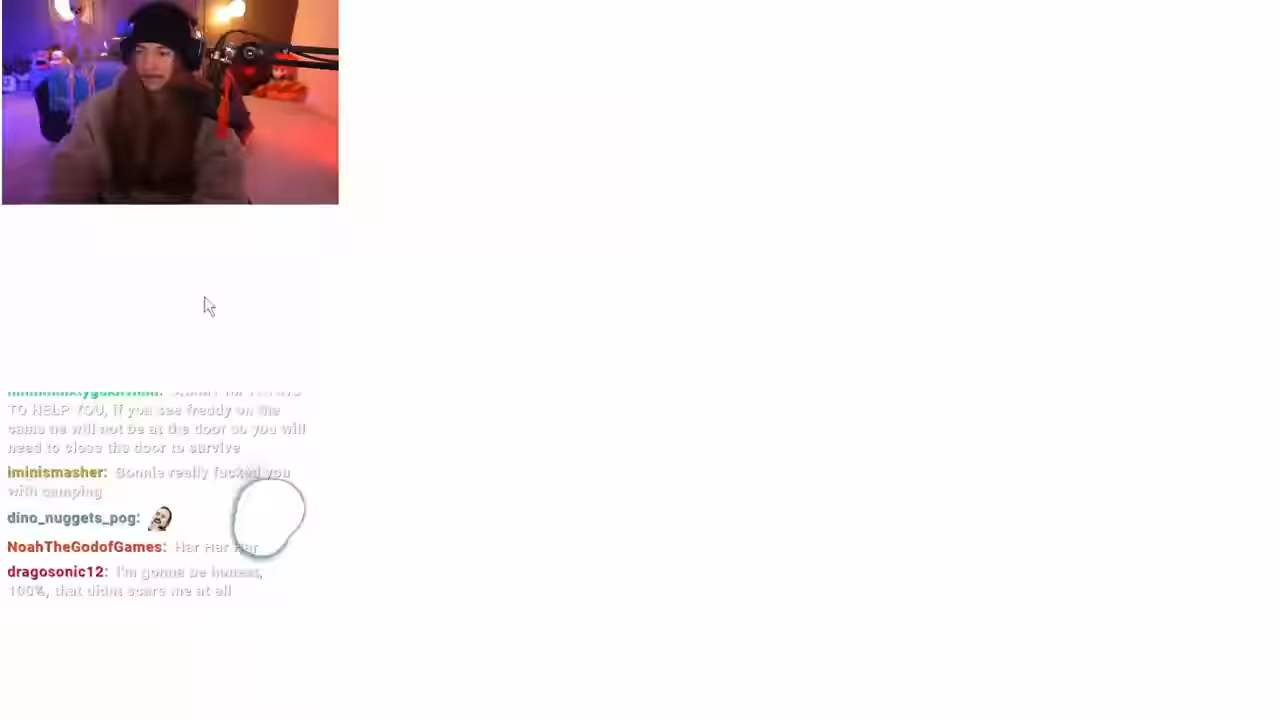 TO HELP YOU, if you see freddy on the
cams he will not be at the door so you will
need to close the door to survive
iminismasher: Bonnie really fucked you
with camping
dino_nuggets_pog:
NoahTheGodofGames: Har Har Har
dragosonic12: I'm gonna be honest,
100%, that didnt scare me at all